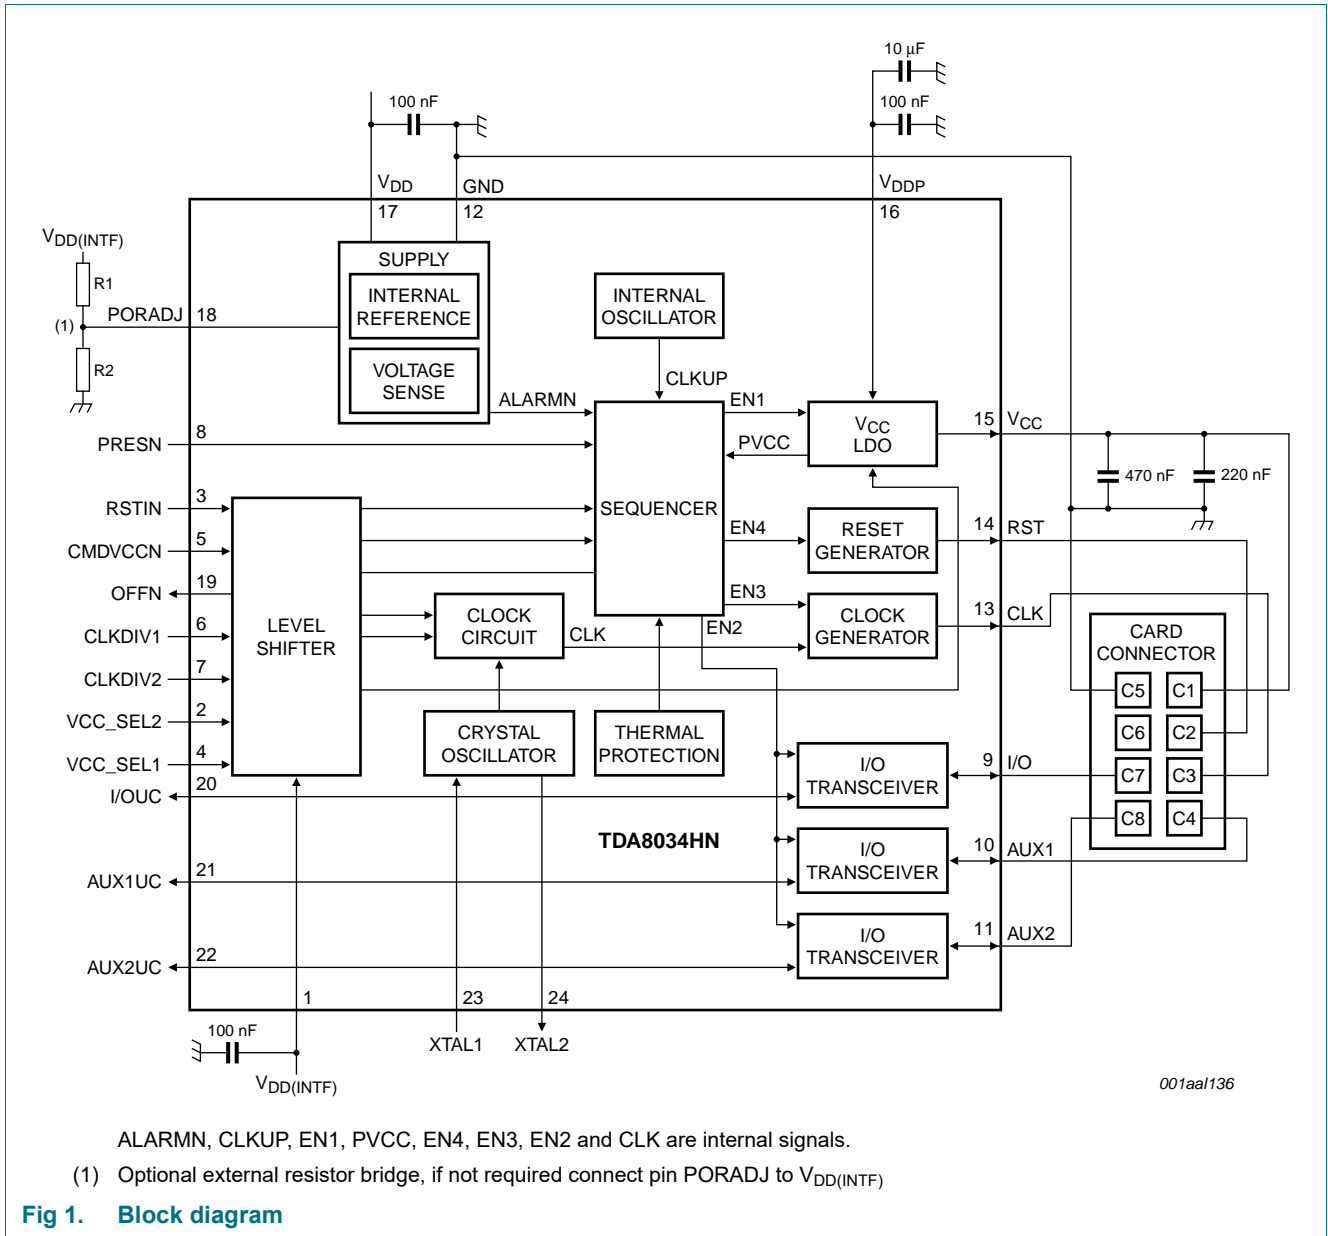 10 μF
100 nF
100 nF
VDD
GND
VDDP
17
12
16
VDD(INTF)
R1
(1)
PORADJ
18
R2
SUPPLY
INTERNAL
REFERENCE
VOLTAGE
SENSE
INTERNAL
OSCILLATOR
CLKUP
ALARMN
EN1
PVCC
VCC
LDO
15
VCC
470 nF
220 nF
PRESN
8
RSTIN
3
CMDVCCN
5
OFFN
19
CLKDIV1
6
CLKDIV2
7
VCC_SEL2
2
VCC_SEL1
4
I/OUC
20
LEVEL
SHIFTER
SEQUENCER
EN4
RESET
GENERATOR
14
RST
EN3
EN2
CLOCK
CIRCUIT
CLK
CLOCK
GENERATOR
13
CLK
CARD
CONNECTOR
C5
C1
C6
C2
C7
C3
C8
C4
CRYSTAL
OSCILLATOR
THERMAL
PROTECTION
I/O
TRANSCEIVER
9
I/O
TDA8034HN
I/O
TRANSCEIVER
10
AUX1
AUX1UC
21
I/O
TRANSCEIVER
11
AUX2
AUX2UC
22
1
23
24
100 nF
XTAL1
XTAL2
VDD(INTF)
001aal136
ALARMN, CLKUP, EN1, PVCC, EN4, EN3, EN2 and CLK are internal signals.
(1) Optional external resistor bridge, if not required connect pin PORADJ to VDD(INTF)
Fig 1. Block diagram